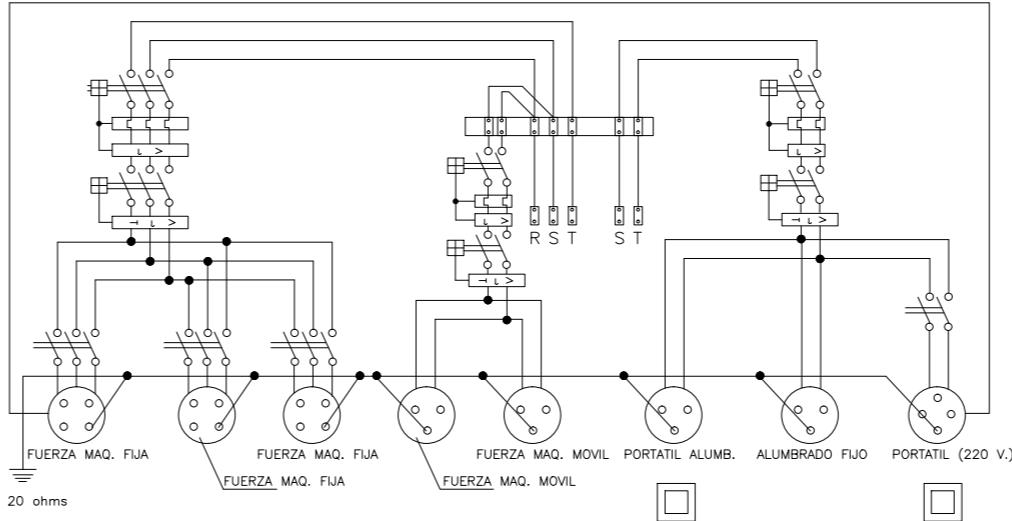 R S T
S T
FUERZA MAQ. FIJA
FUERZA MAQ. FIJA
FUERZA MAQ. MOVIL
PORTATIL ALUMB.
ALUMBRADO FIJO
PORTATIL (220 V.)
FUERZA MAQ. FIJA
FUERZA MAQ. MOVIL
20 ohms